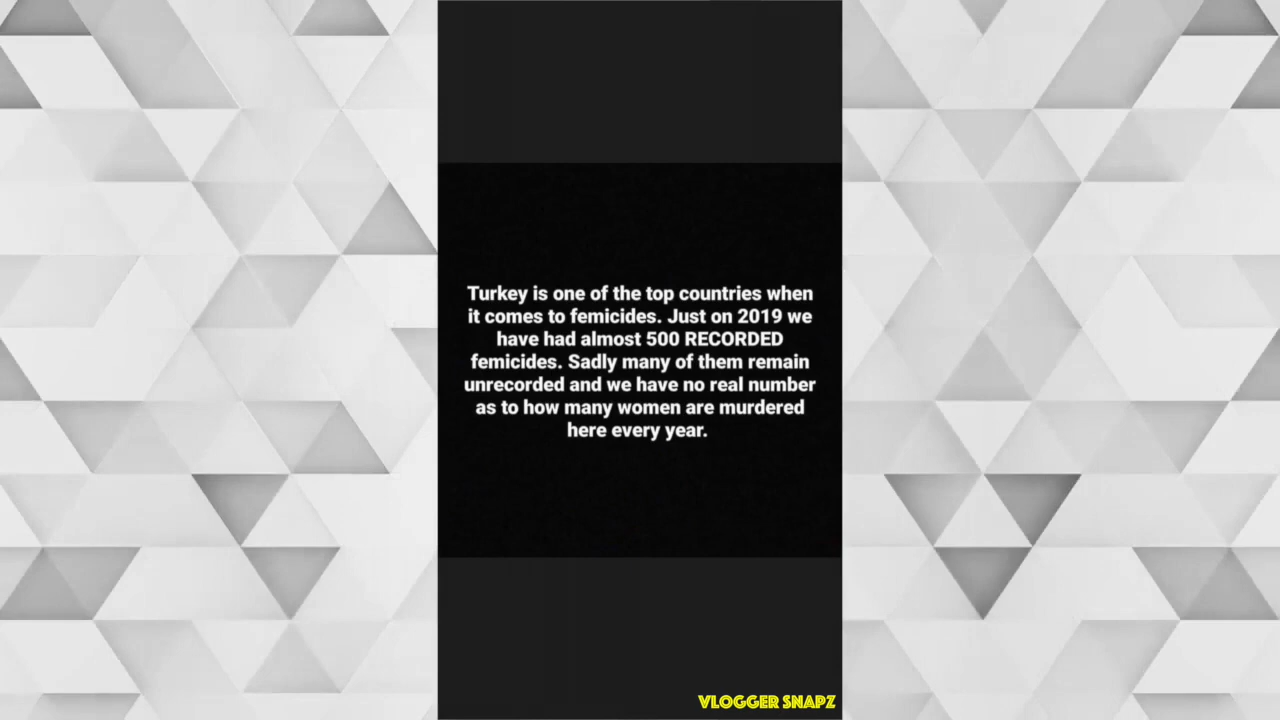 Turkey is one of the top countries when
it comes to femicides. Just on 2019 we
have had almost 500 RECORDED
femicides. Sadly many of them remain
unrecorded and we have no real number
as to how many women are murdered
here every year.
VLOGGER SNAPZ